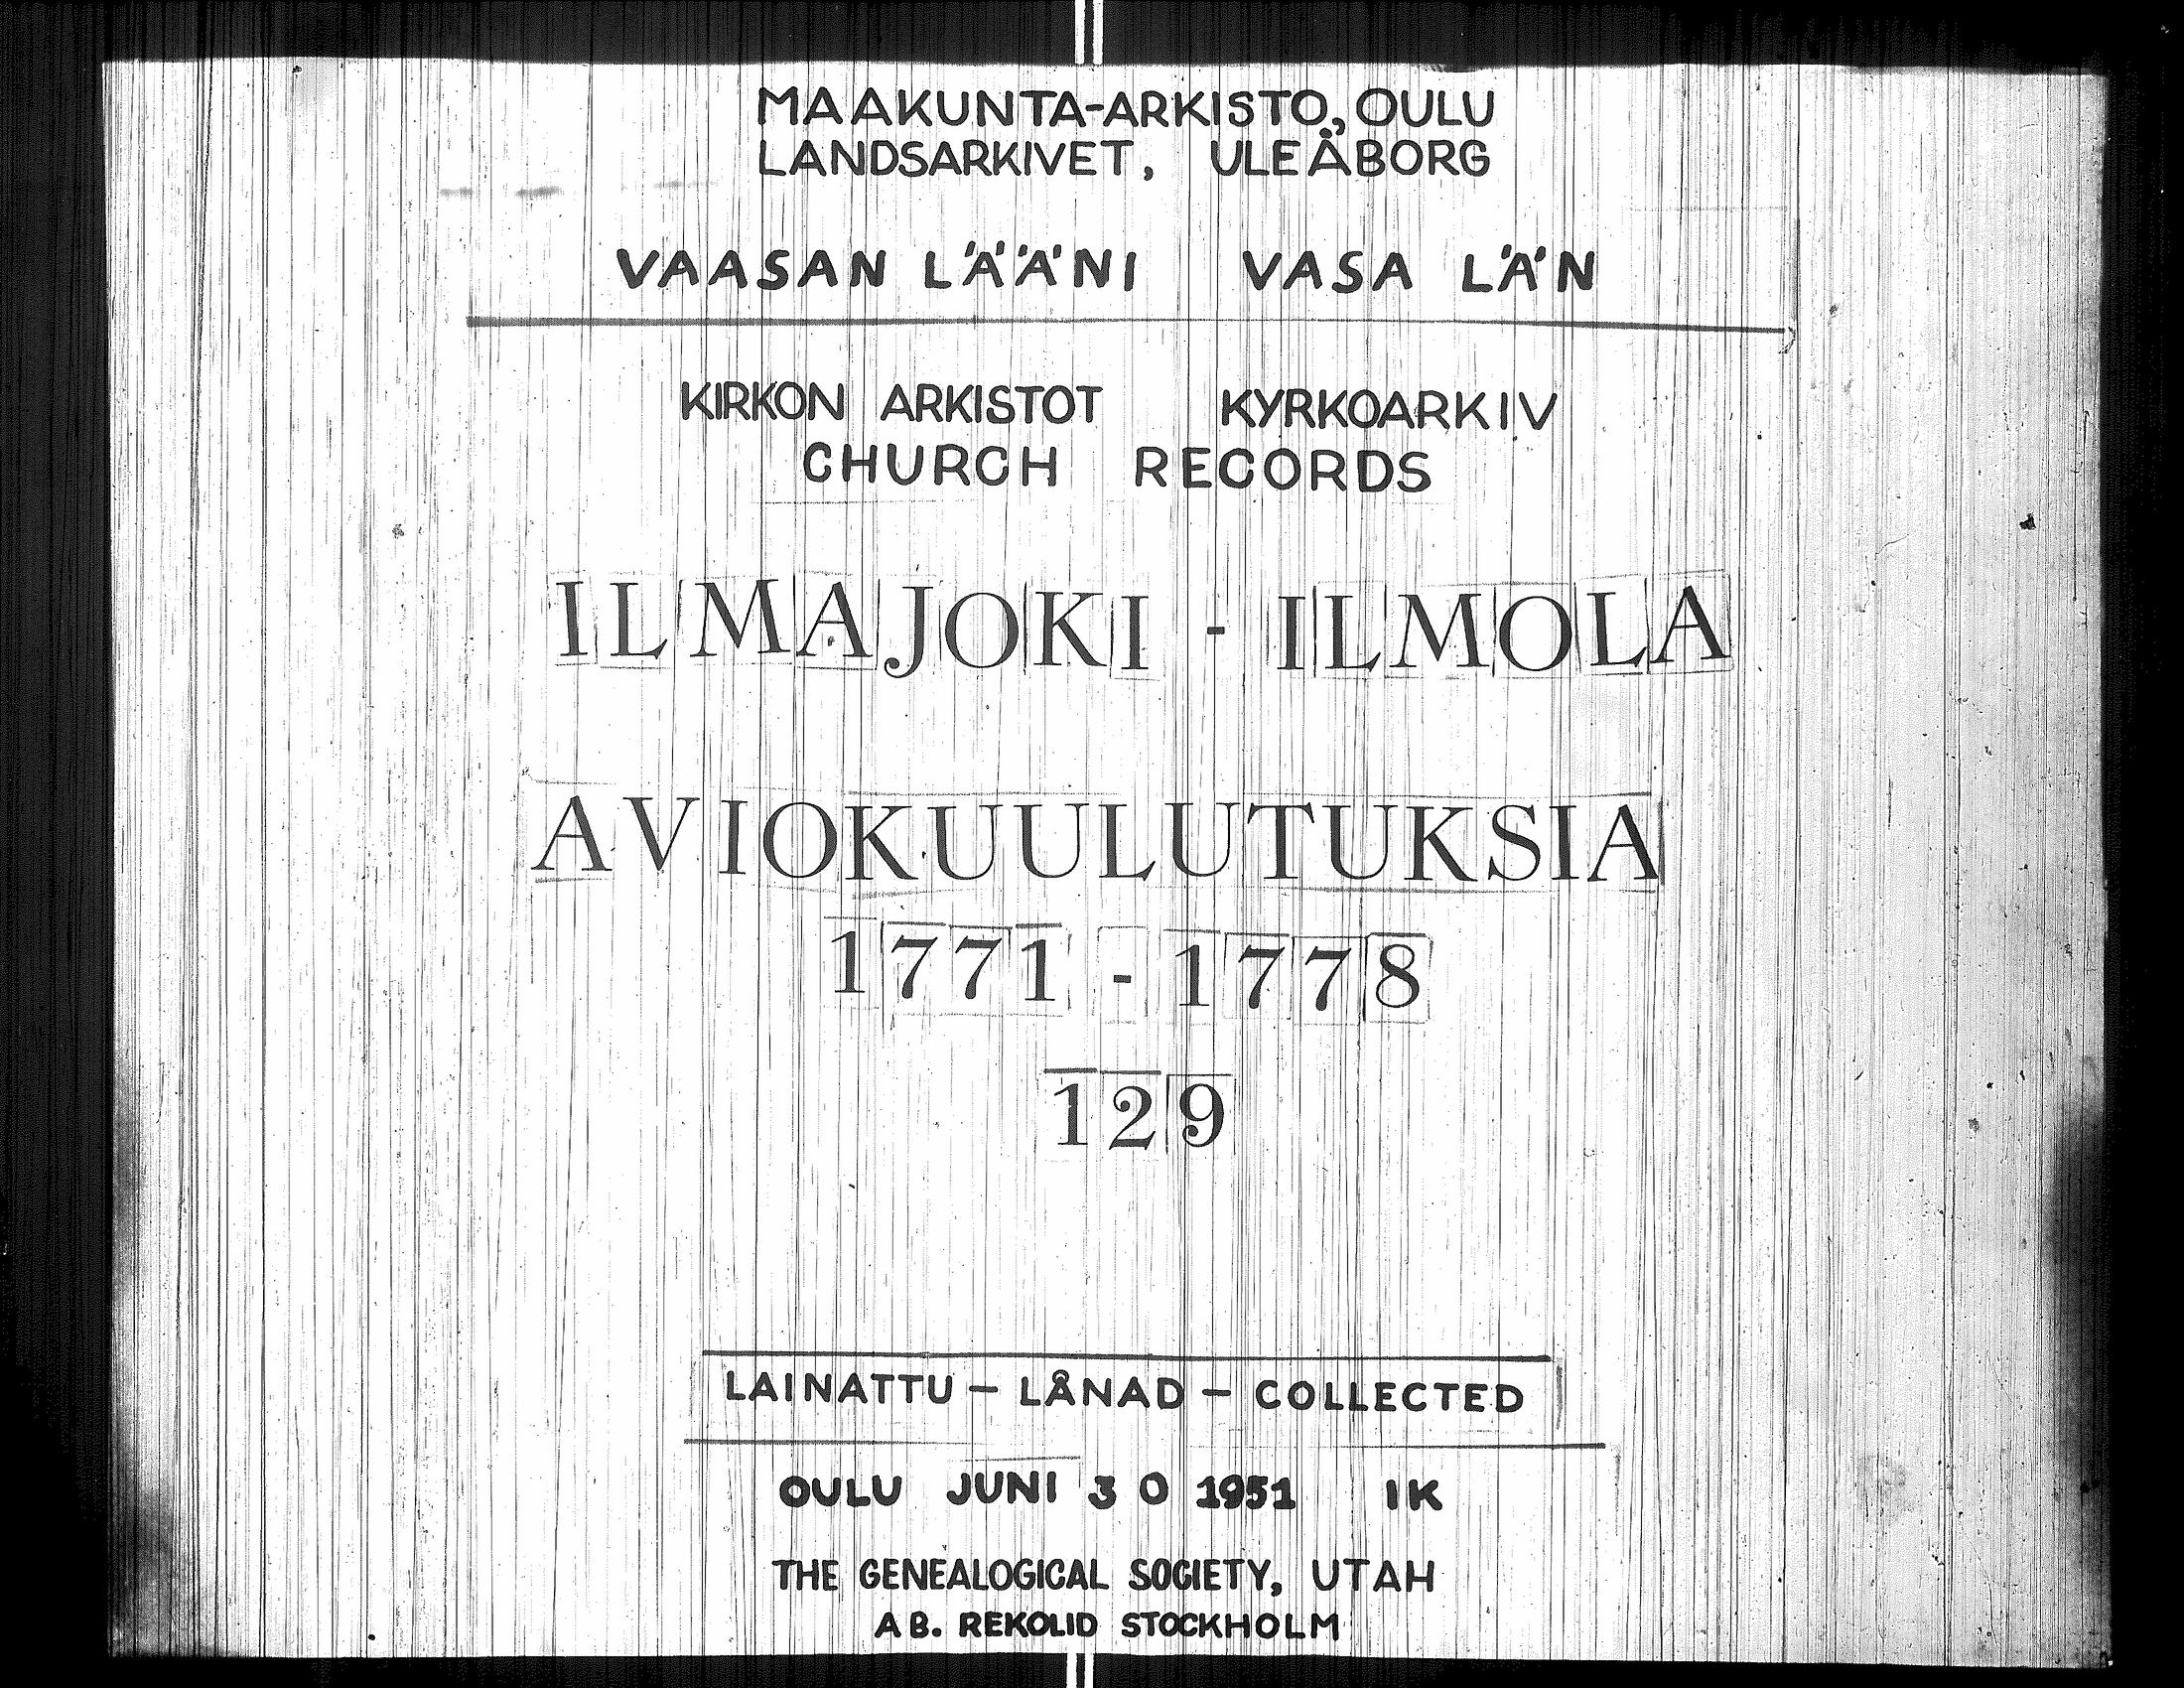 MAAKUNTA-ARKISTO, OULU
LANDSARKIVET, ULEÅBORG
VAASAN LÄÄNI VASA LÄN
KIRKON ARKISTOT KYRKOARKIV
CHURCH RECORDS
ILMAJOKI - ILMOLA
AVIOKUULUTUKSIA
1771 - 1778
129
LAINATTU - LÅNAD - COLLECTED
OULU JUNI 30 1951 IK
THE GENEALOGICAL SOCIETY, UTAH
AB. REKOLID STOCKHOLM